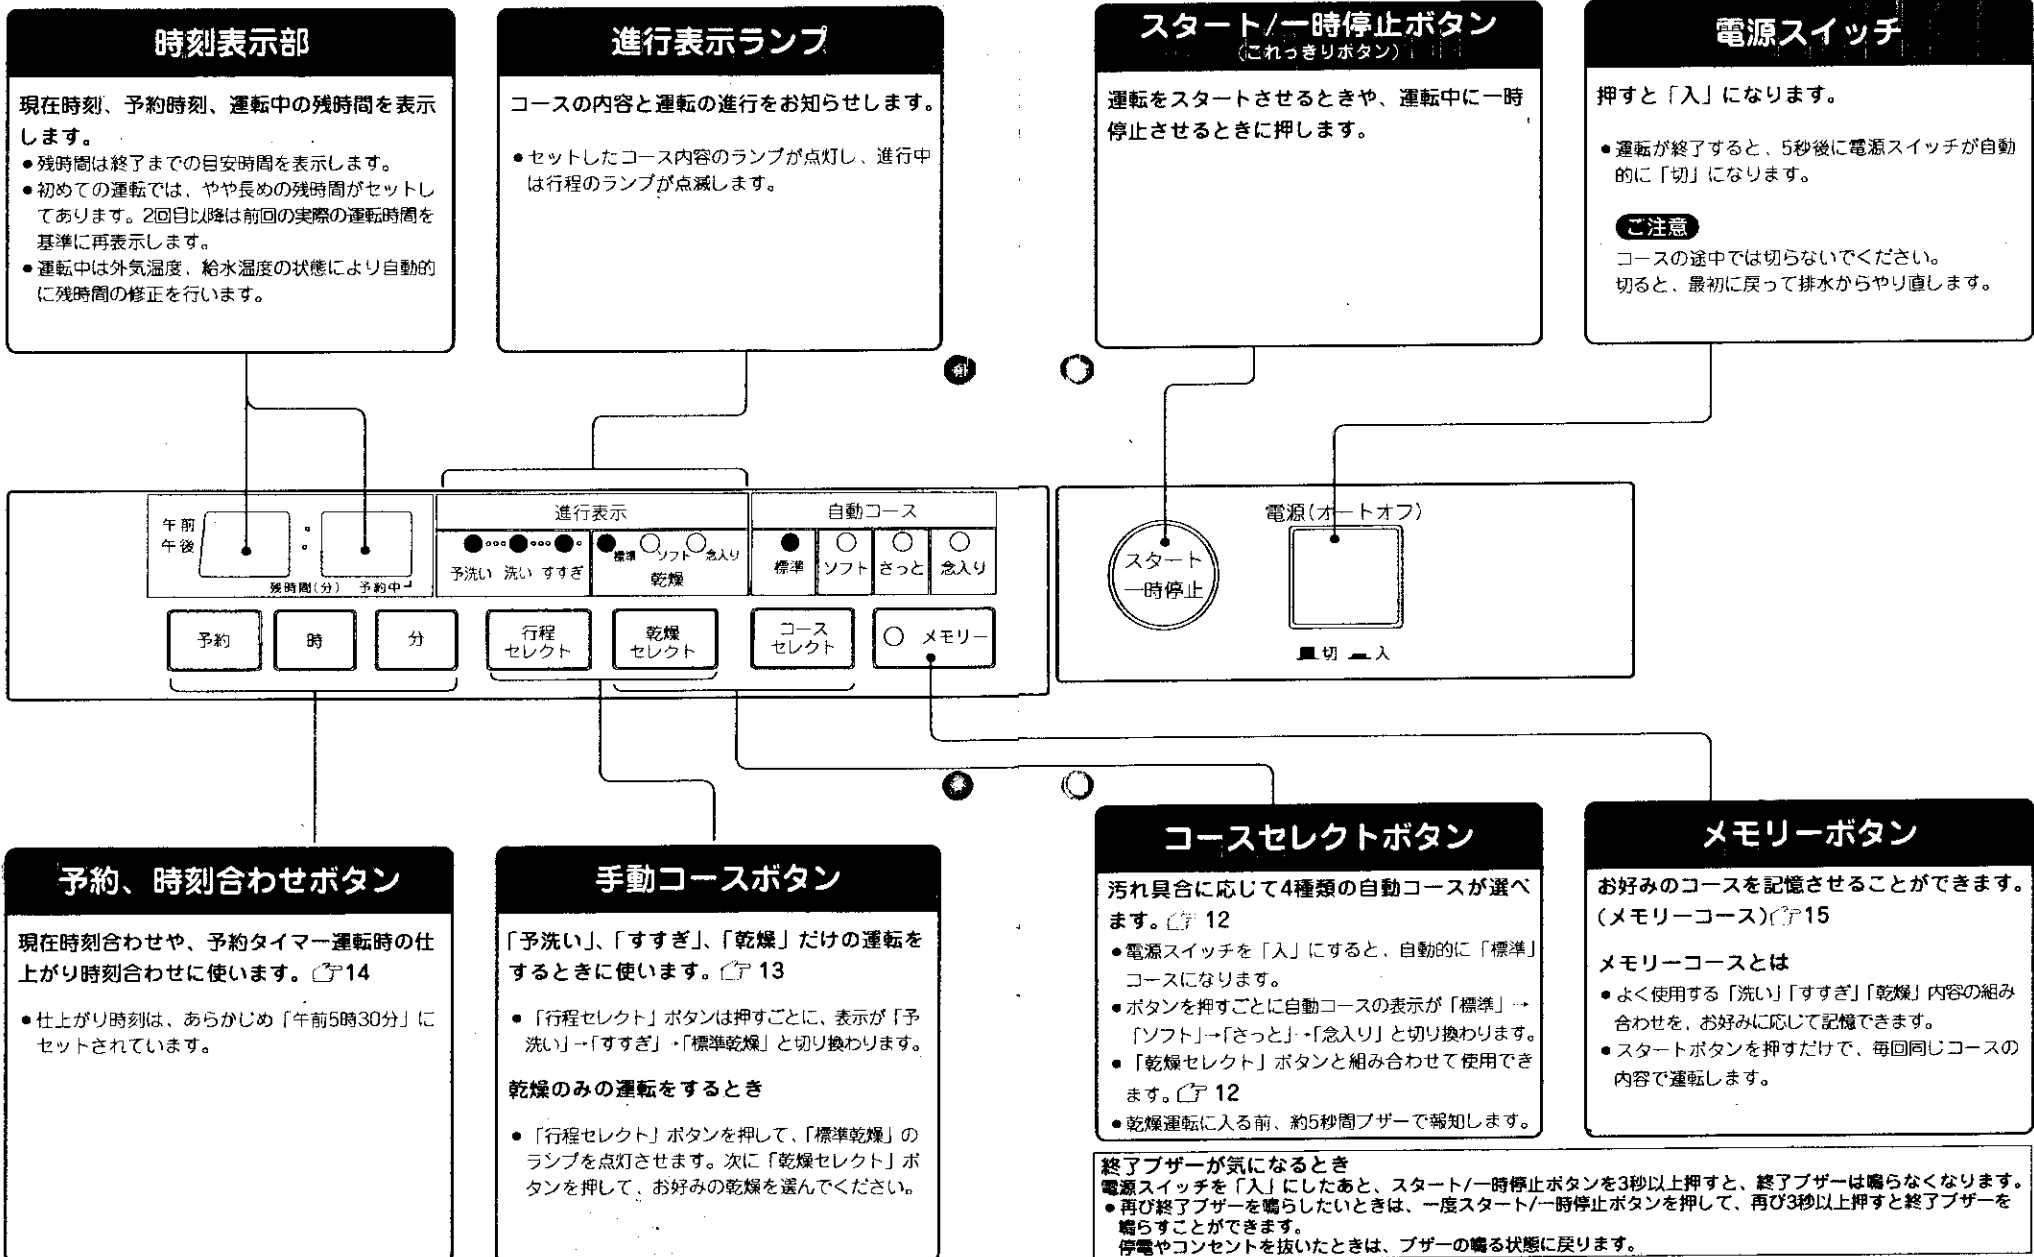 時刻表示部
現在時刻、予約時刻、運転中の残時間を表示
します。
●残時間は終了までの目安時間を表示します。
●初めての運転では、やや長めの残時間がセットし
てあります。2回目以降は前回の実際の運転時間を
基準に再表示します。
●運転中は外気温度、給水温度の状態により自動的
に残時間の修正を行います。
進行表示ランプ
コースの内容と運転の進行をお知らせします。
●セットしたコース内容のランプが点灯し、進行中
は行程のランプが点滅します。
スタート/一時停止ボタン
(これっきりボタン)
運転をスタートさせるときや、運転中に一時
停止させるときに押します。
電源スイッチ
押すと「入」になります。
●運転が終了すると、5秒後に電源スイッチが自動
的に「切」になります。
ご注意
コースの途中では切らないでください。
切ると、最初に戻って排水からやり直します。
午前
午後
残時間(分) 予約中
進行表示
予洗い 洗い すすぎ
標準 ソフト 念入り
乾燥
自動コース
標準 ソフト さっと 念入り
予約 時 分
行程
セレクト
乾燥
セレクト
コース
セレクト
メモリー
スタート
一時停止
電源(オートオフ)
切 入
予約、時刻合わせボタン
現在時刻合わせや、予約タイマー運転時の仕
上がり時刻合わせに使います。☞14
●仕上がり時刻は、あらかじめ「午前5時30分」に
セットされています。
手動コースボタン
「予洗い」、「すすぎ」、「乾燥」だけの運転を
するときに使います。☞13
●「行程セレクト」ボタンは押すごとに、表示が「予
洗い」→「すすぎ」→「標準乾燥」と切り換わります。
乾燥のみの運転をするとき
●「行程セレクト」ボタンを押して、「標準乾燥」の
ランプを点灯させます。次に「乾燥セレクト」ボ
タンを押して、お好みの乾燥を選んでください。
コースセレクトボタン
汚れ具合に応じて4種類の自動コースが選べ
ます。☞12
●電源スイッチを「入」にすると、自動的に「標準」
コースになります。
●ボタンを押すごとに自動コースの表示が「標準」→
「ソフト」→「さっと」→「念入り」と切り換わります。
●「乾燥セレクト」ボタンと組み合わせて使用でき
ます。☞12
●乾燥運転に入る前、約5秒間ブザーで報知します。
メモリーボタン
お好みのコースを記憶させることができます。
(メモリーコース)☞15
メモリーコースとは
●よく使用する「洗い」「すすぎ」「乾燥」内容の組み
合わせを、お好みに応じて記憶できます。
●スタートボタンを押すだけで、毎回同じコースの
内容で運転します。
終了ブザーが気になるとき
電源スイッチを「入」にしたあと、スタート/一時停止ボタンを3秒以上押すと、終了ブザーは鳴らなくなります。
●再び終了ブザーを鳴らしたいときは、一度スタート/一時停止ボタンを押して、再び3秒以上押すと終了ブザーを
鳴らすことができます。
停電やコンセントを抜いたときは、ブザーの鳴る状態に戻ります。